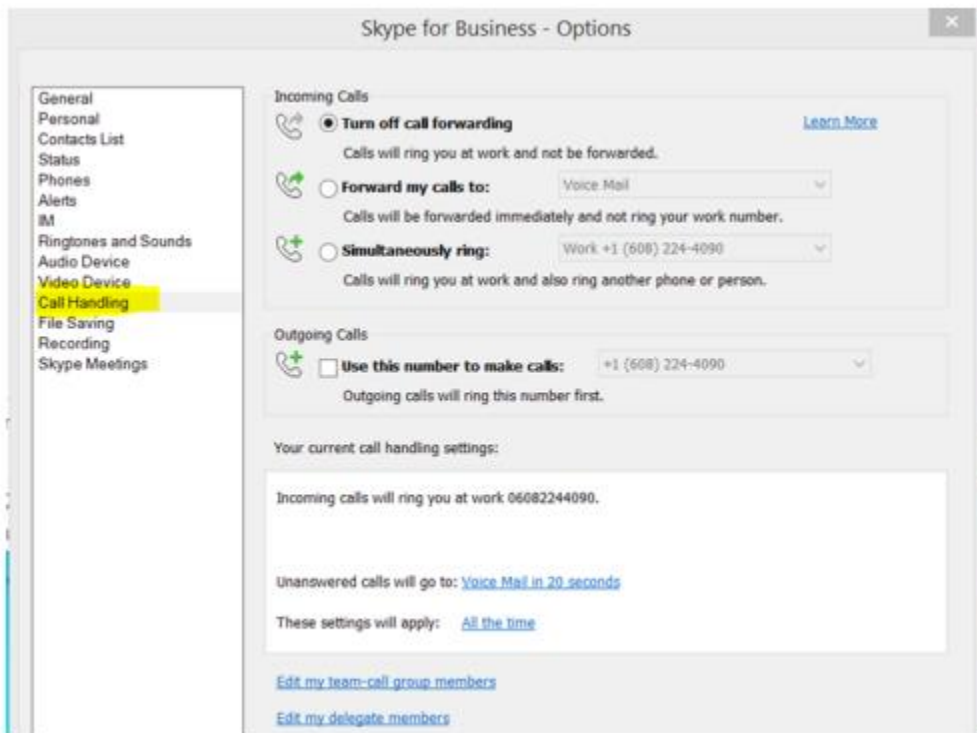 Skype for Business - Options
General
Personal
Contacts List
Status
Phones
Alerts
IM
Ringtones and Sounds
Audio Device
Video Device
Call Handling
File Saving
Recording
Skype Meetings
Incoming Calls
Turn off call forwarding
Learn More
Calls will ring you at work and not be forwarded.
Forward my calls to:
Voice Mail
Calls will be forwarded immediately and not ring your work number.
Simultaneously ring:
Work +1 (608) 224-4090
Calls will ring you at work and also ring another phone or person.
Outgoing Calls
Use this number to make calls:
+1 (608) 224-4090
Outgoing calls will ring this number first.
Your current call handling settings:
Incoming calls will ring you at work 06082244090.
Unanswered calls will go to: Voice Mail in 20 seconds
These settings will apply: All the time
Edit my team-call group members
Edit my delegate members